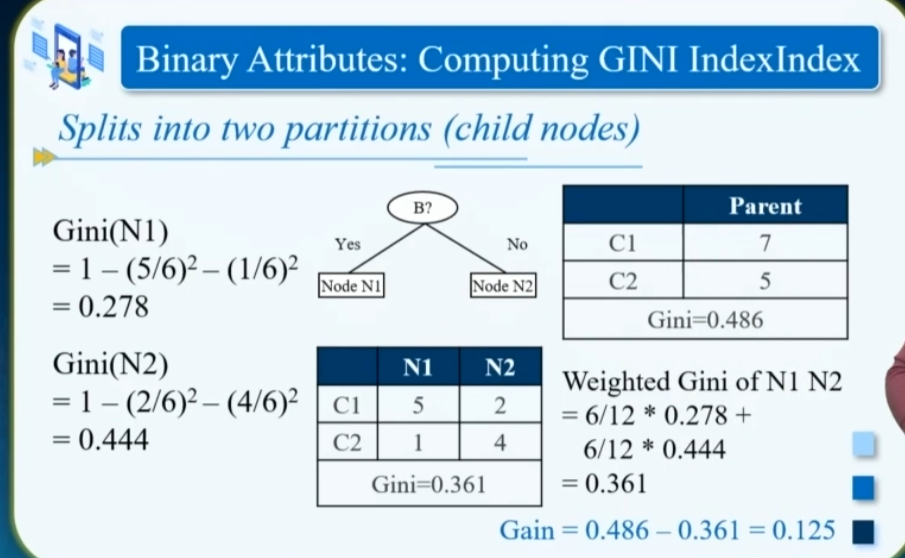 Binary Attributes: Computing GINI IndexIndex
Splits into two partitions (child nodes)
Gini(N1)
= 1 – (5/6)² – (1/6)²
= 0.278
Gini(N2)
= 1 – (2/6)² – (4/6)²
= 0.444
B?
Yes No
Node N1 Node N2
Parent
C1 7
C2 5
Gini=0.486
N1 N2
C1 5 2
C2 1 4
Gini=0.361
Weighted Gini of N1 N2
= 6/12 * 0.278 +
6/12 * 0.444
= 0.361
Gain = 0.486 – 0.361 = 0.125